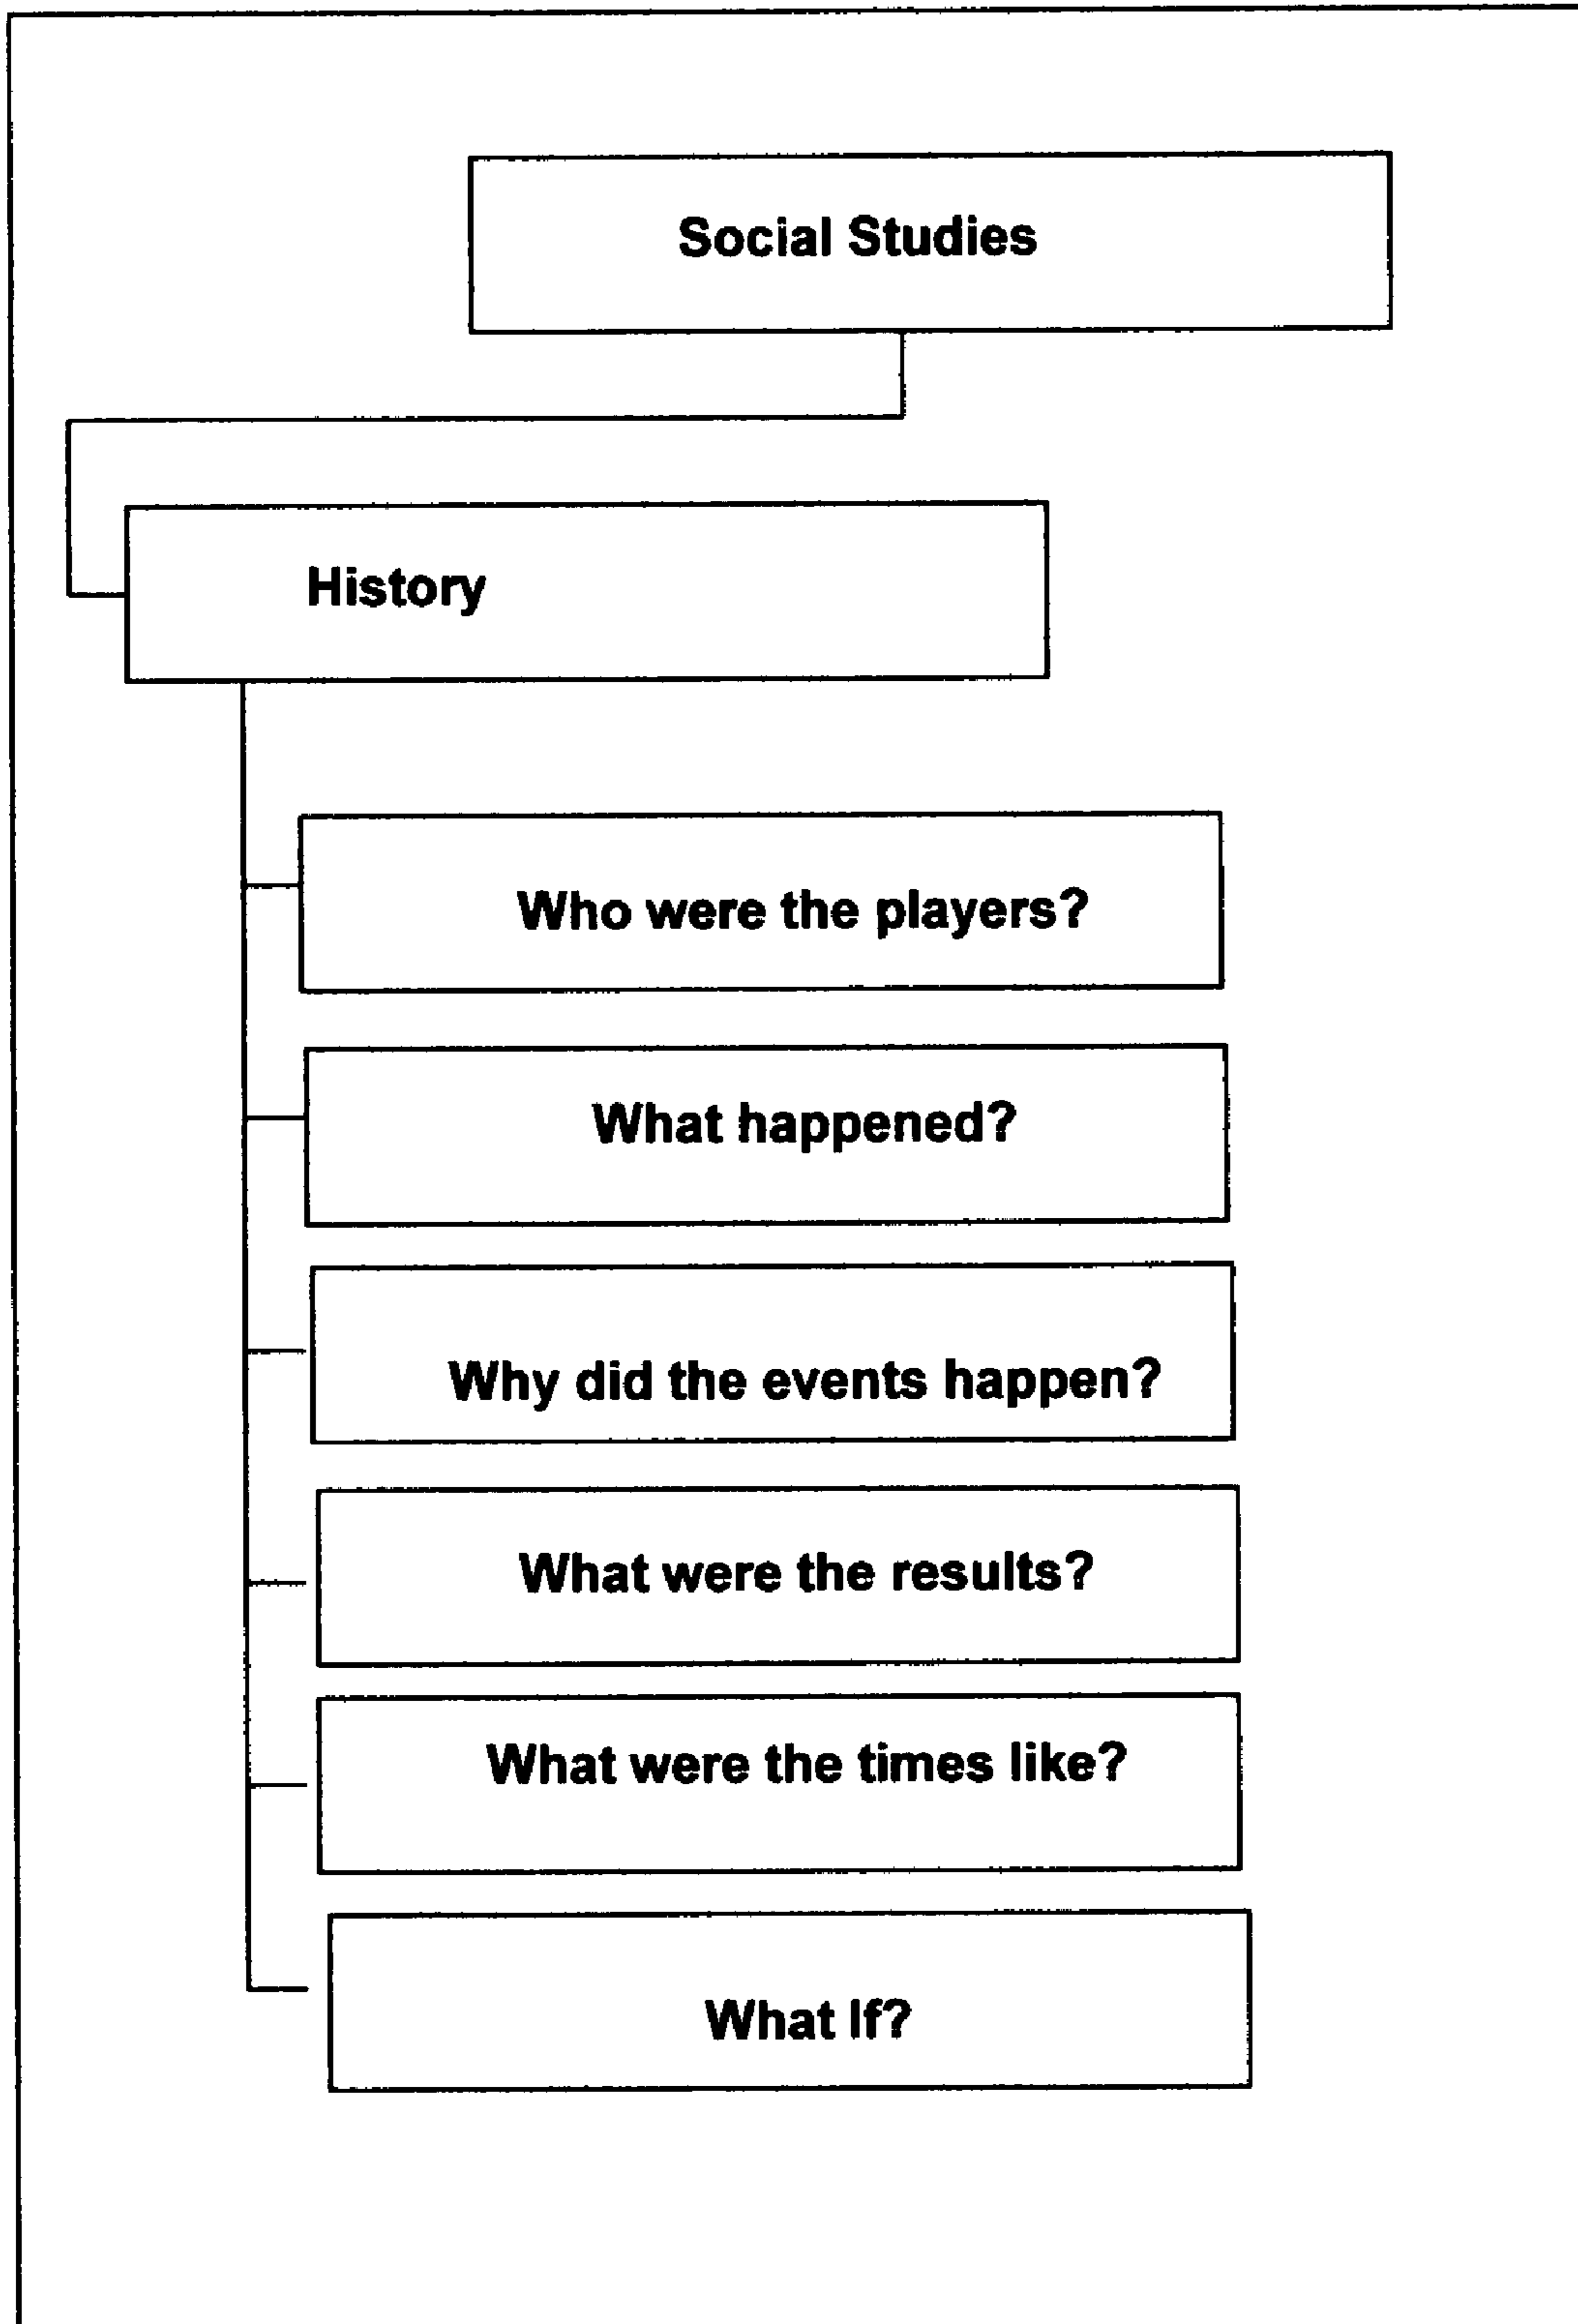 Social Studies
History
Who were the players?
What happened?
Why did the events happen?
What were the results?
What were the times like?
What If?